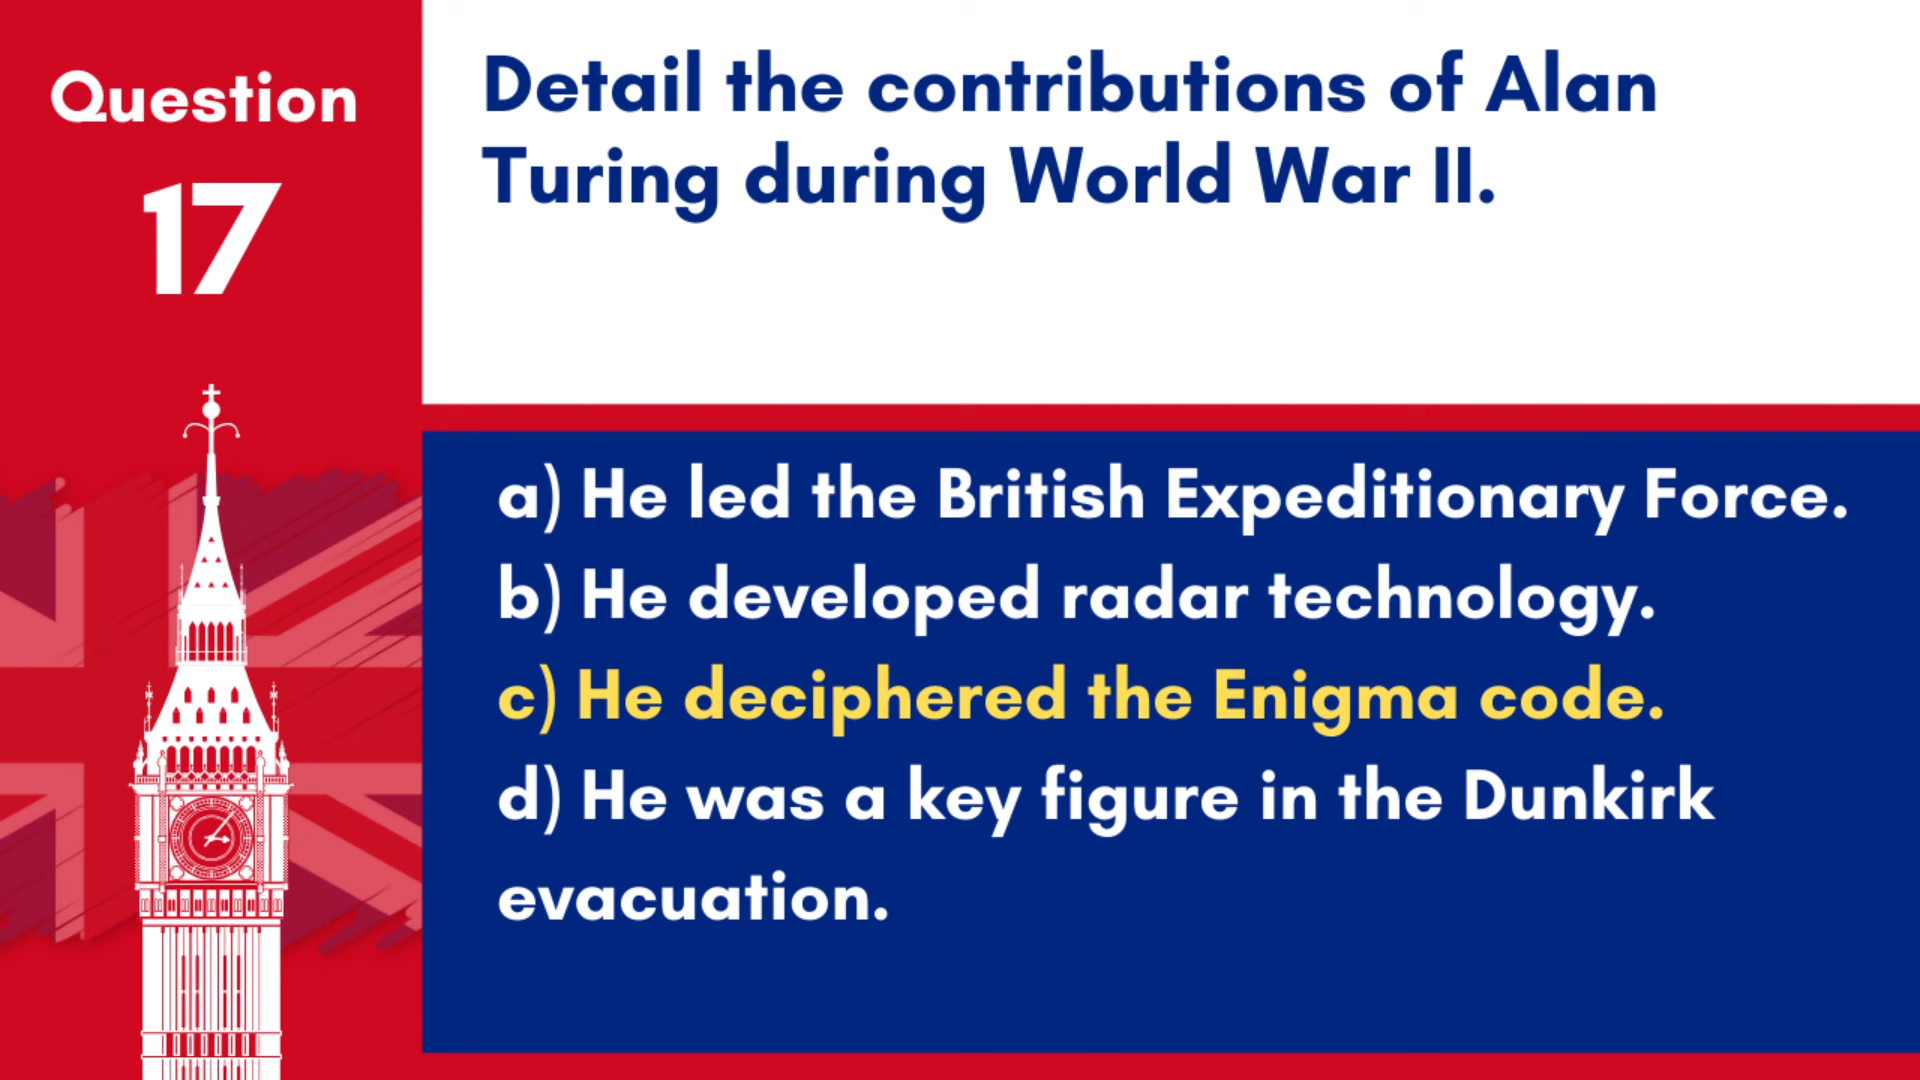 Question
17
Detail the contributions of Alan
Turing during World War II.
a) He led the British Expeditionary Force.
b) He developed radar technology.
c) He deciphered the Enigma code.
d) He was a key figure in the Dunkirk
evacuation.